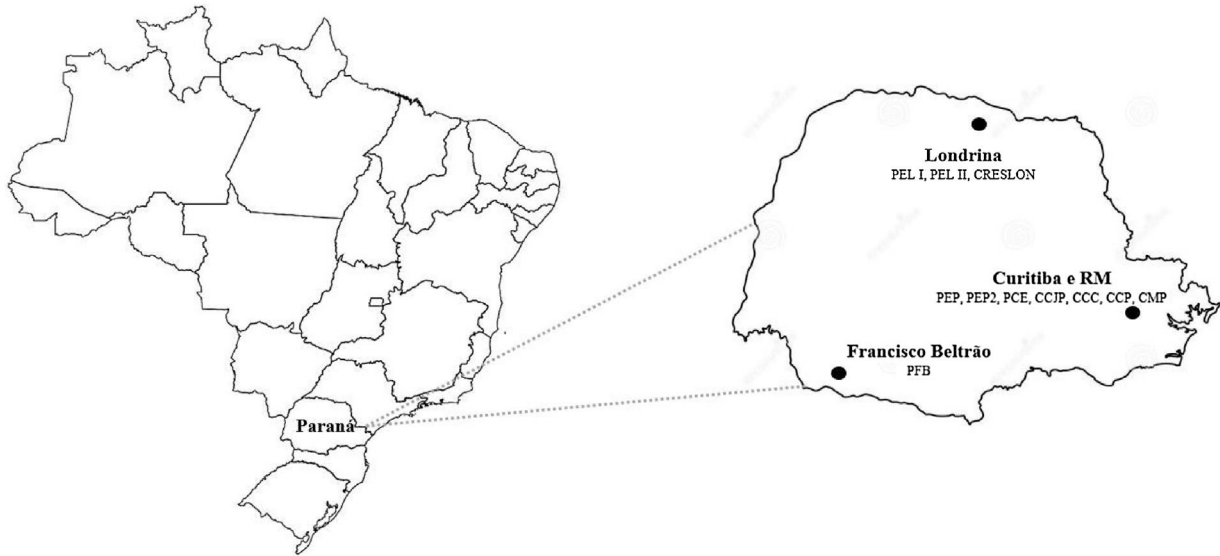 Londrina
PEL I, PEL II, CRESLON
Curitiba e RM
PEP, PEP2, PCE, CCJP, CCC, CCP, CMP
Francisco Beltrão
PFB
Paraná